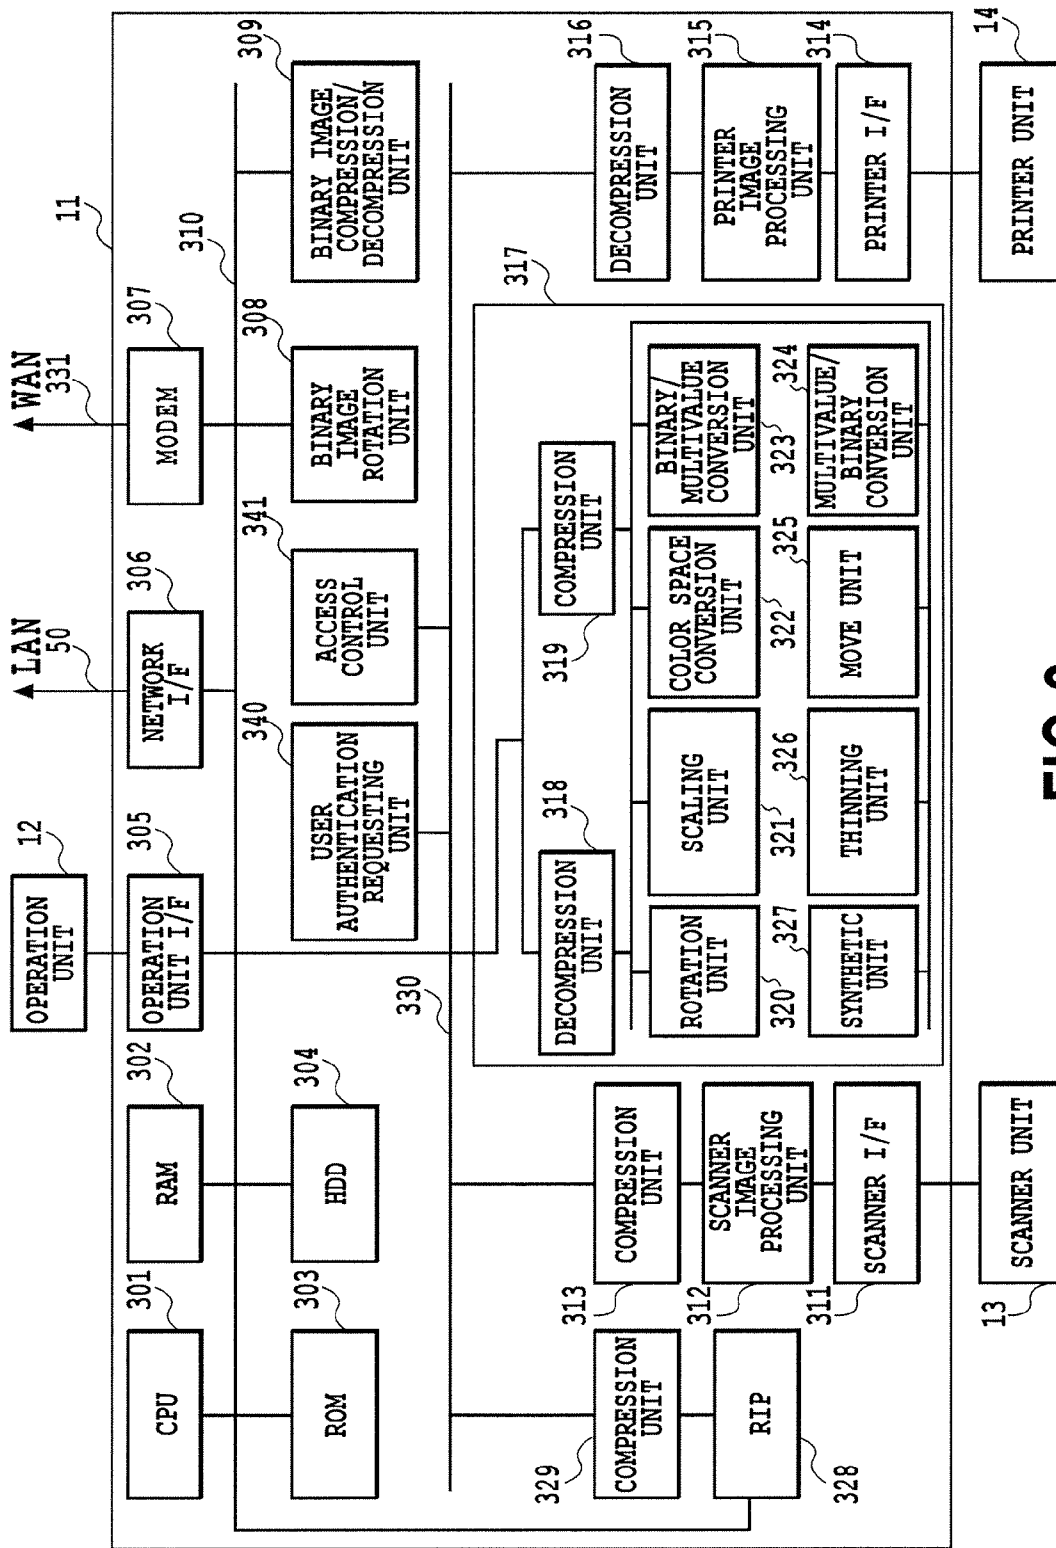 OPERATION
UNIT
12
LAN
50
WAN
331
11
CPU
301
RAM
302
OPERATION
UNIT I/F
305
NETWORK
I/F
306
MODEM
307
310
ROM
303
HDD
304
USER
AUTHENTICATION
REQUESTING
UNIT
340
ACCESS
CONTROL
UNIT
341
BINARY
IMAGE
ROTATION
UNIT
308
BINARY IMAGE
COMPRESSION/
DECOMPRESSION
UNIT
309
330
317
DECOMPRESSION
UNIT
318
COMPRESSION
UNIT
319
ROTATION
UNIT
320
SCALING
UNIT
321
COLOR SPACE
CONVERSION
UNIT
322
BINARY/
MULTIVALUE
CONVERSION
UNIT
323
SYNTHETIC
UNIT
327
THINNING
UNIT
326
MOVE UNIT
325
MULTIVALUE/
BINARY
CONVERSION
UNIT
324
COMPRESSION
UNIT
329
RIP
328
COMPRESSION
UNIT
313
SCANNER
IMAGE
PROCESSING
UNIT
312
SCANNER I/F
311
SCANNER UNIT
13
DECOMPRESSION
UNIT
316
PRINTER
IMAGE
PROCESSING
UNIT
315
PRINTER I/F
314
PRINTER UNIT
14